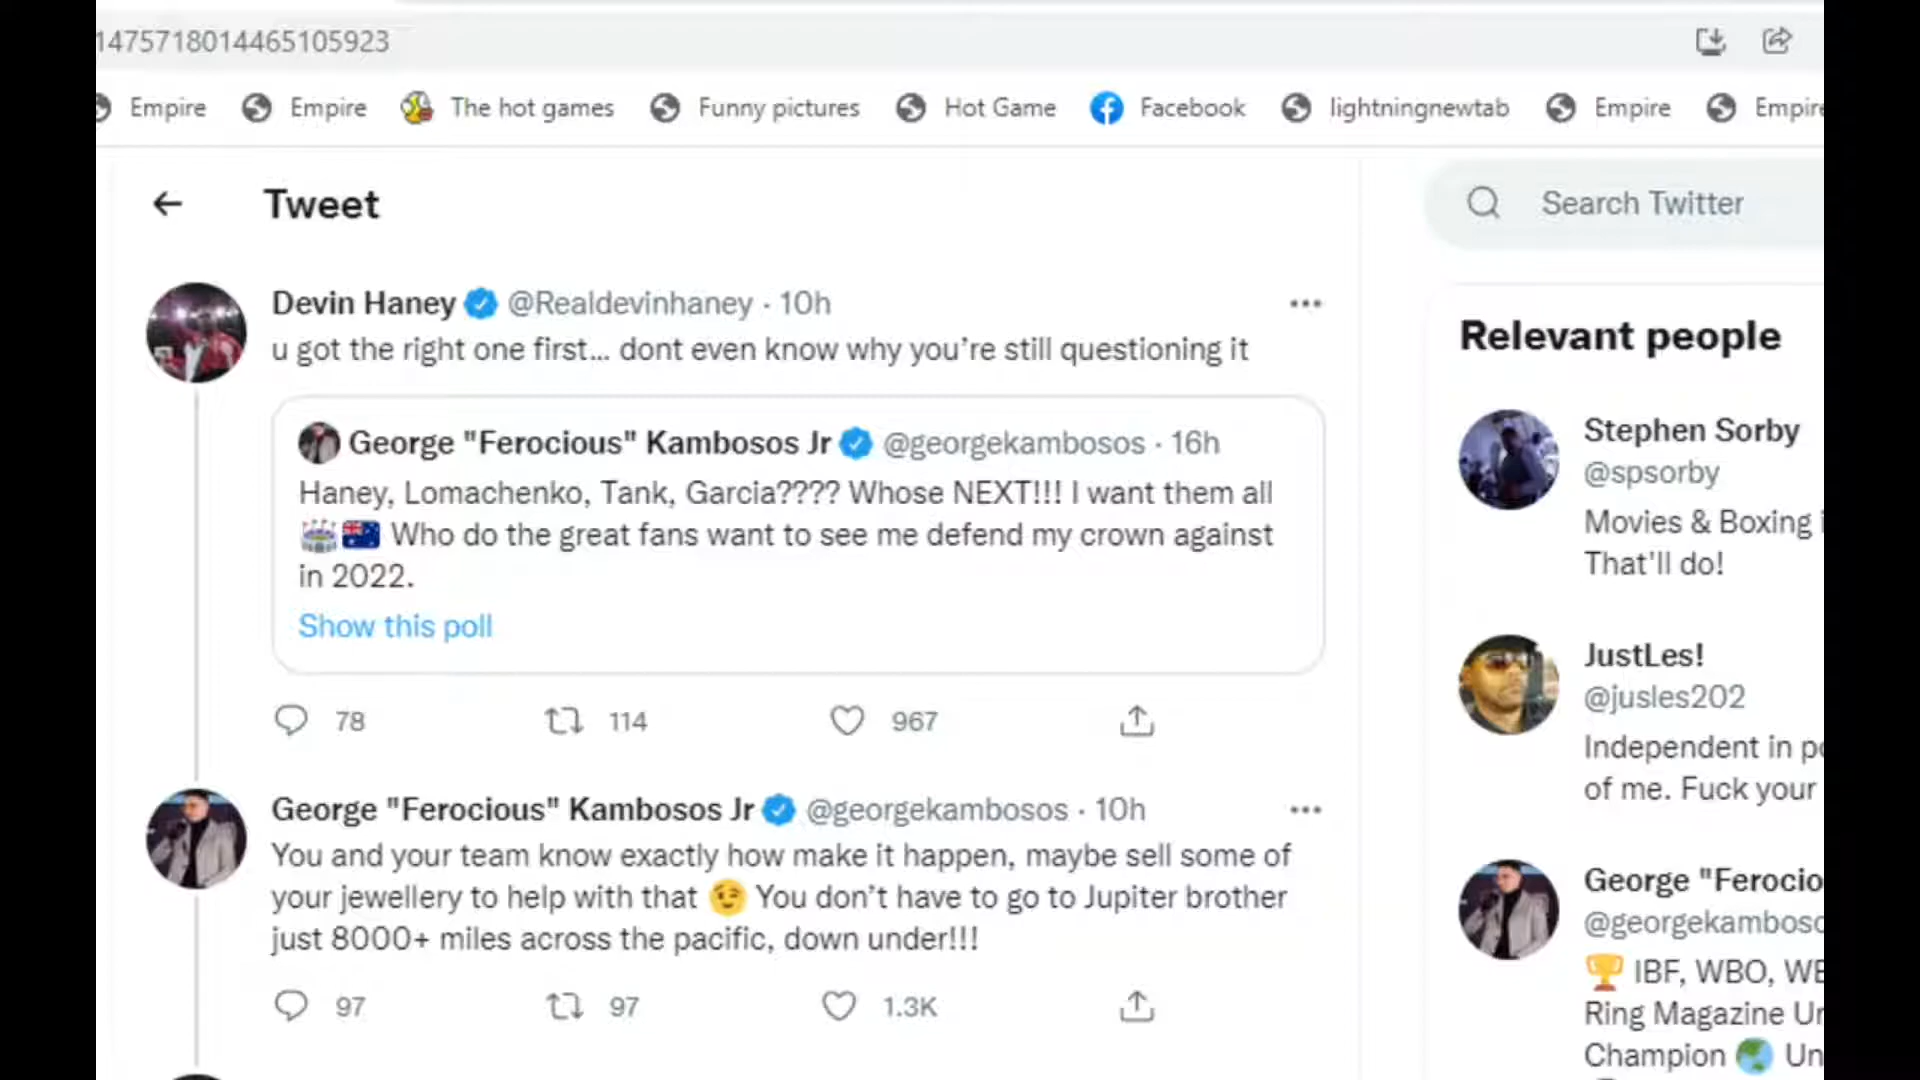 1475718014465105923
Empire Empire The hot games Funny pictures Hot Game Facebook lightningnewtab Empire Empire
Tweet
Search Twitter
Devin Haney @Realdevinhaney · 10h
u got the right one first... dont even know why you’re still questioning it
George "Ferocious" Kambosos Jr @georgekambosos · 16h
Haney, Lomachenko, Tank, Garcia???? Whose NEXT!!! I want them all
🏟️🇦🇺 Who do the great fans want to see me defend my crown against
in 2022.
Show this poll
78 114 967
George "Ferocious" Kambosos Jr @georgekambosos · 10h
You and your team know exactly how make it happen, maybe sell some of
your jewellery to help with that 😉 You don’t have to go to Jupiter brother
just 8000+ miles across the pacific, down under!!!
97 97 1.3K
Relevant people
Stephen Sorby
@spsorby
Movies & Boxing
That'll do!
JustLes!
@jusles202
Independent in
of me. Fuck your
George "Ferocio
@georgekambos
🏆 IBF, WBO,
Ring Magazine
Champion 🌏 Un